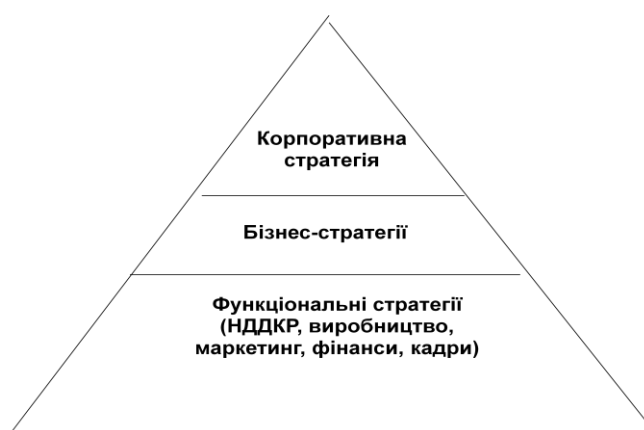 Корпоративна
стратегія
Бізнес-стратегії
Функціональні стратегії
(НДДКР, виробництво,
маркетинг, фінанси, кадри)